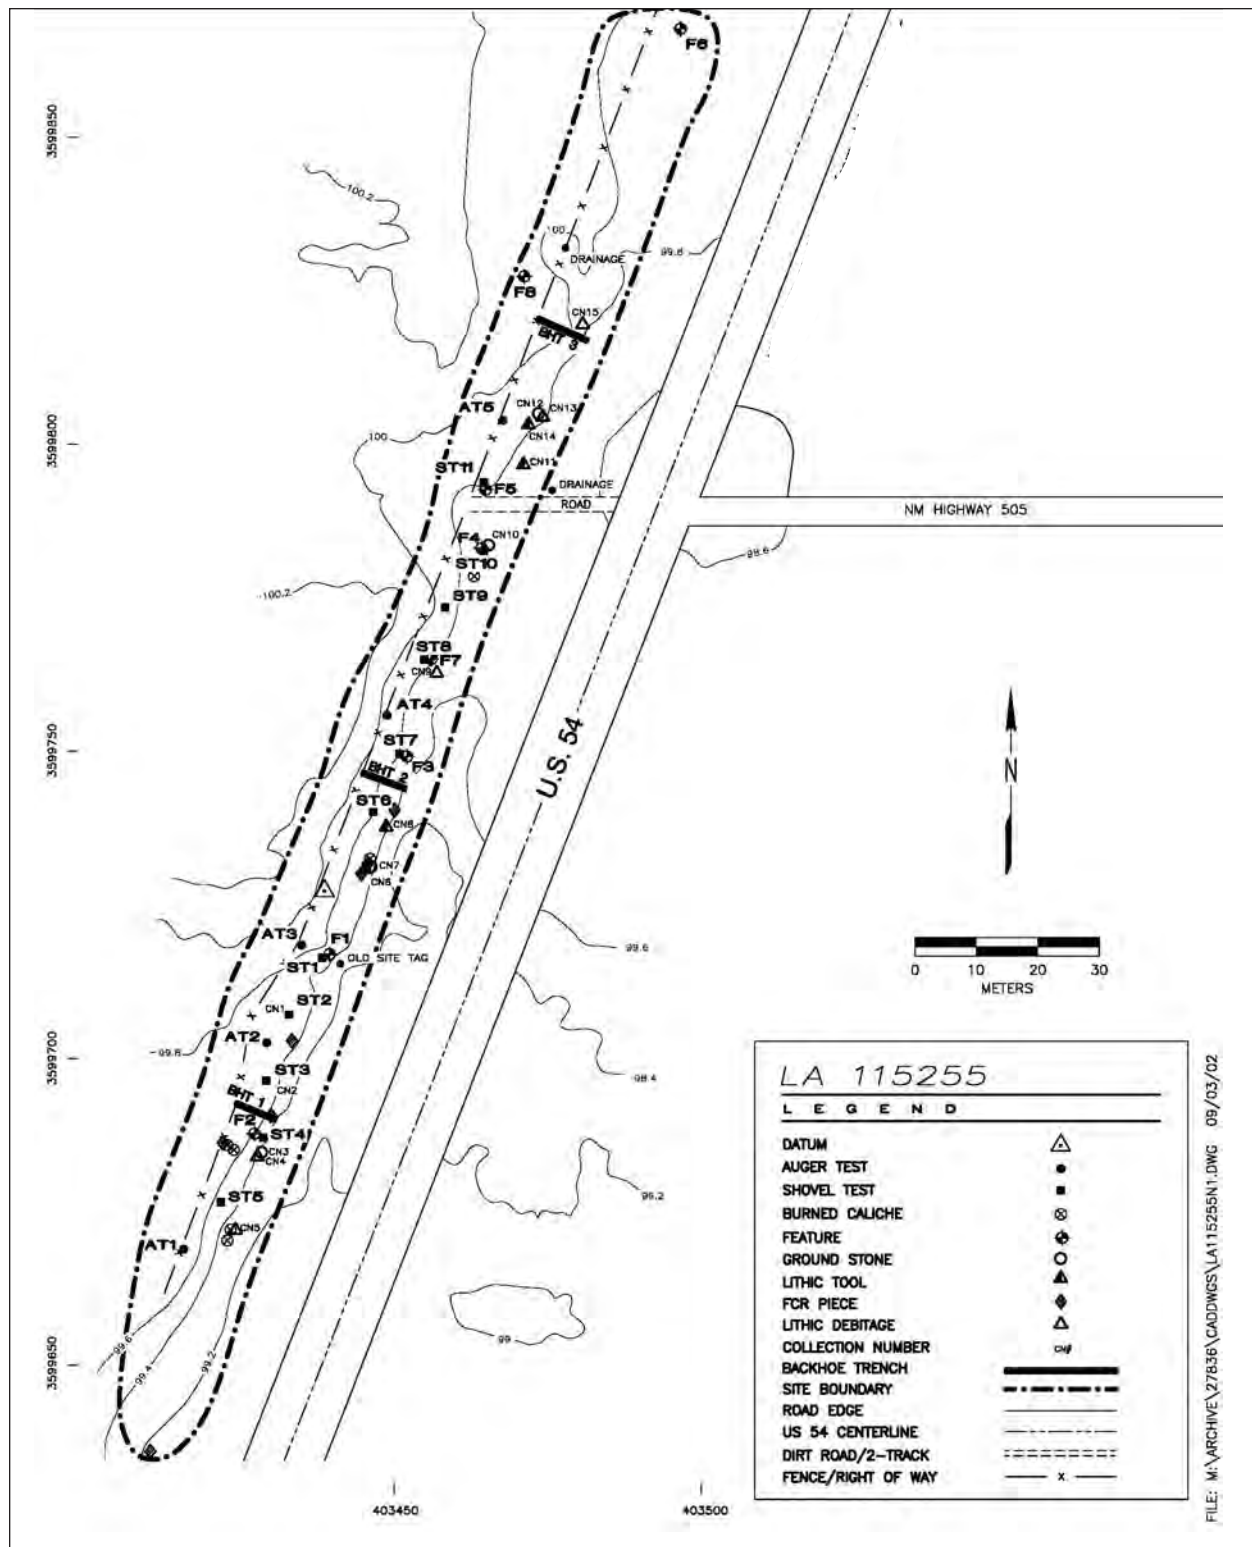 F6
3599850
100.2
100
DRAINAGE
99.8
F8
CN15
BHT 3
CN12
CN13
AT5
CN14
3599800
100
CN11
ST11
F5
DRAINAGE
ROAD
NM HIGHWAY 505
F4
CN10
ST10
98.6
100.2
ST9
ST8
F7
CN9
AT4
U.S. 54
ST7
3599750
F3
BHT 2
N
ST6
CN8
CN7
CN6
AT3
F1
99.6
ST1
OLD SITE TAG
0 10 20 30
METERS
ST2
CN1
AT2
99.8
3599700
ST3
98.4
CN2
BHT 1
F2
ST4
CN3
CN4
99.2
ST5
CN5
AT1
99
99.6
99.4
99.2
3599650
403450
403500
LA 115255
LEGEND
DATUM
AUGER TEST
SHOVEL TEST
BURNED CALICHE
FEATURE
GROUND STONE
LITHIC TOOL
FCR PIECE
LITHIC DEBITAGE
COLLECTION NUMBER CN#
BACKHOE TRENCH
SITE BOUNDARY
ROAD EDGE
US 54 CENTERLINE
DIRT ROAD/2-TRACK
FENCE/RIGHT OF WAY
FILE: M:\ARCHIVE\27836\CADDWGS\LA115255N1.DWG 09/03/02